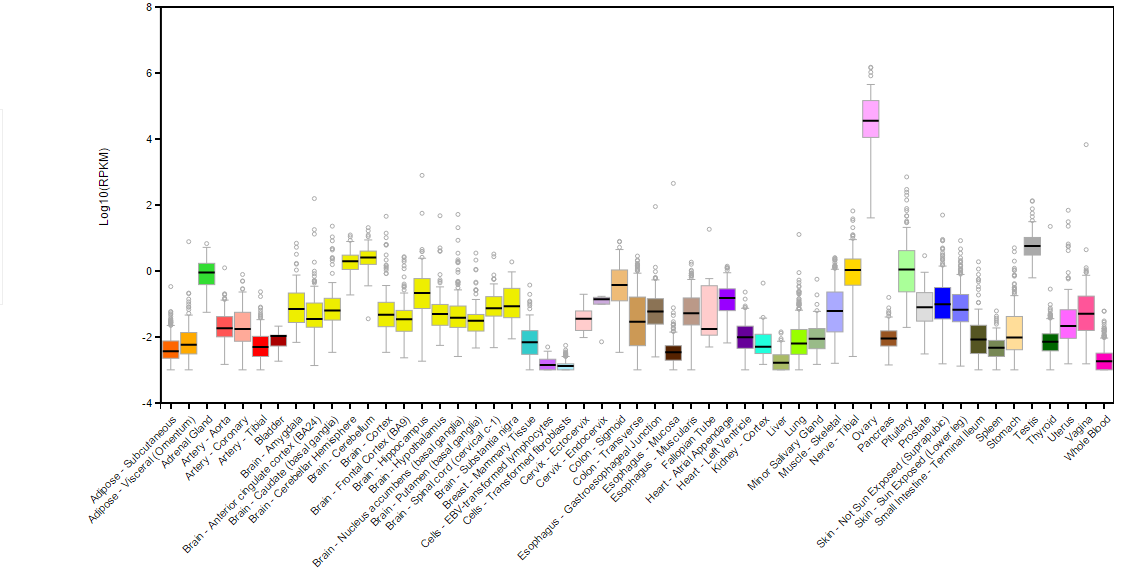 8
6
4
2
0
-2
-4
Log10(RPKM)
Adipose - Subcutaneous
Adipose - Visceral (Omentum)
Adrenal Gland
Artery - Aorta
Artery - Coronary
Artery - Tibial
Bladder
Brain - Amygdala
Brain - Anterior cingulate cortex (BA24)
Brain - Caudate (basal ganglia)
Brain - Cerebellar Hemisphere
Brain - Cerebellum
Brain - Cortex
Brain - Frontal Cortex (BA9)
Brain - Hippocampus
Brain - Hypothalamus
Brain - Nucleus accumbens (basal ganglia)
Brain - Putamen (basal ganglia)
Brain - Spinal cord (cervical c-1)
Brain - Substantia nigra
Breast - Mammary Tissue
Cells - EBV-transformed lymphocytes
Cells - Transformed fibroblasts
Cervix - Ectocervix
Cervix - Endocervix
Colon - Sigmoid
Colon - Transverse
Esophagus - Gastroesophageal Junction
Esophagus - Mucosa
Esophagus - Muscularis
Fallopian Tube
Heart - Atrial Appendage
Heart - Left Ventricle
Kidney - Cortex
Liver
Lung
Minor Salivary Gland
Muscle - Skeletal
Nerve - Tibial
Ovary
Pancreas
Pituitary
Prostate
Skin - Not Sun Exposed (Suprapubic)
Skin - Sun Exposed (Lower leg)
Small Intestine - Terminal Ileum
Spleen
Stomach
Testis
Thyroid
Uterus
Vagina
Whole Blood